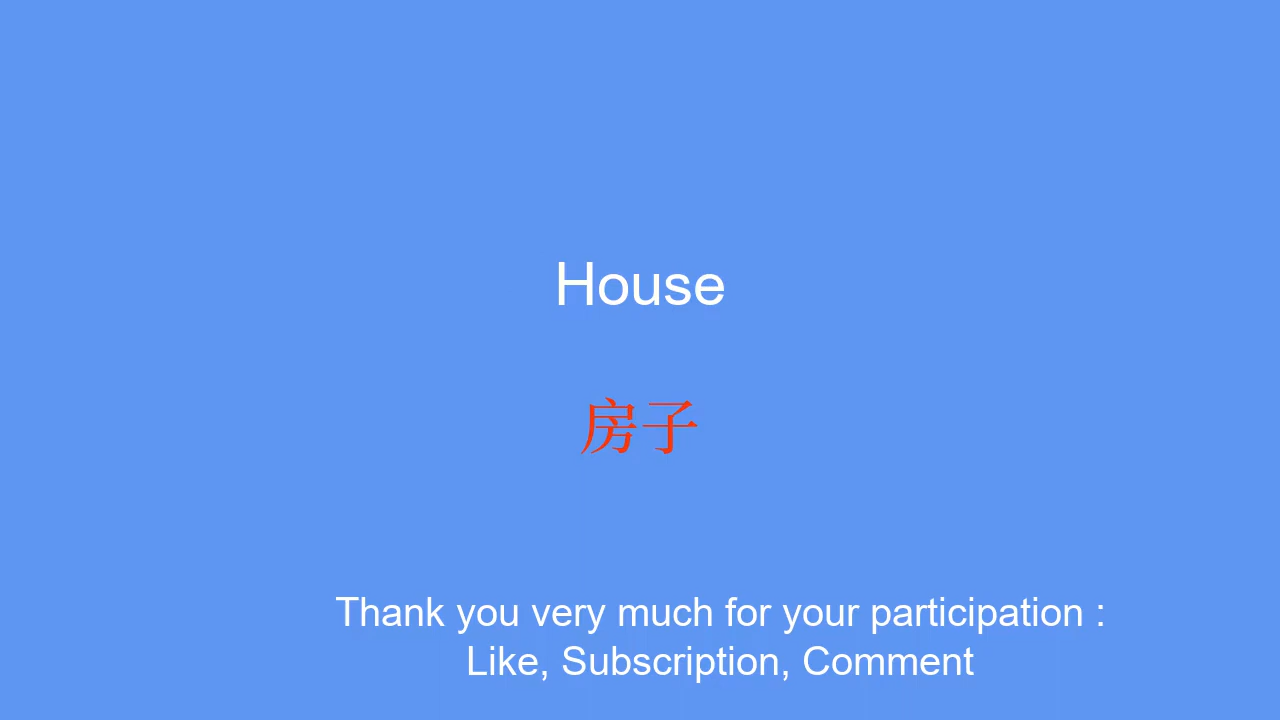 House
房子
Thank you very much for your participation :
Like, Subscription, Comment